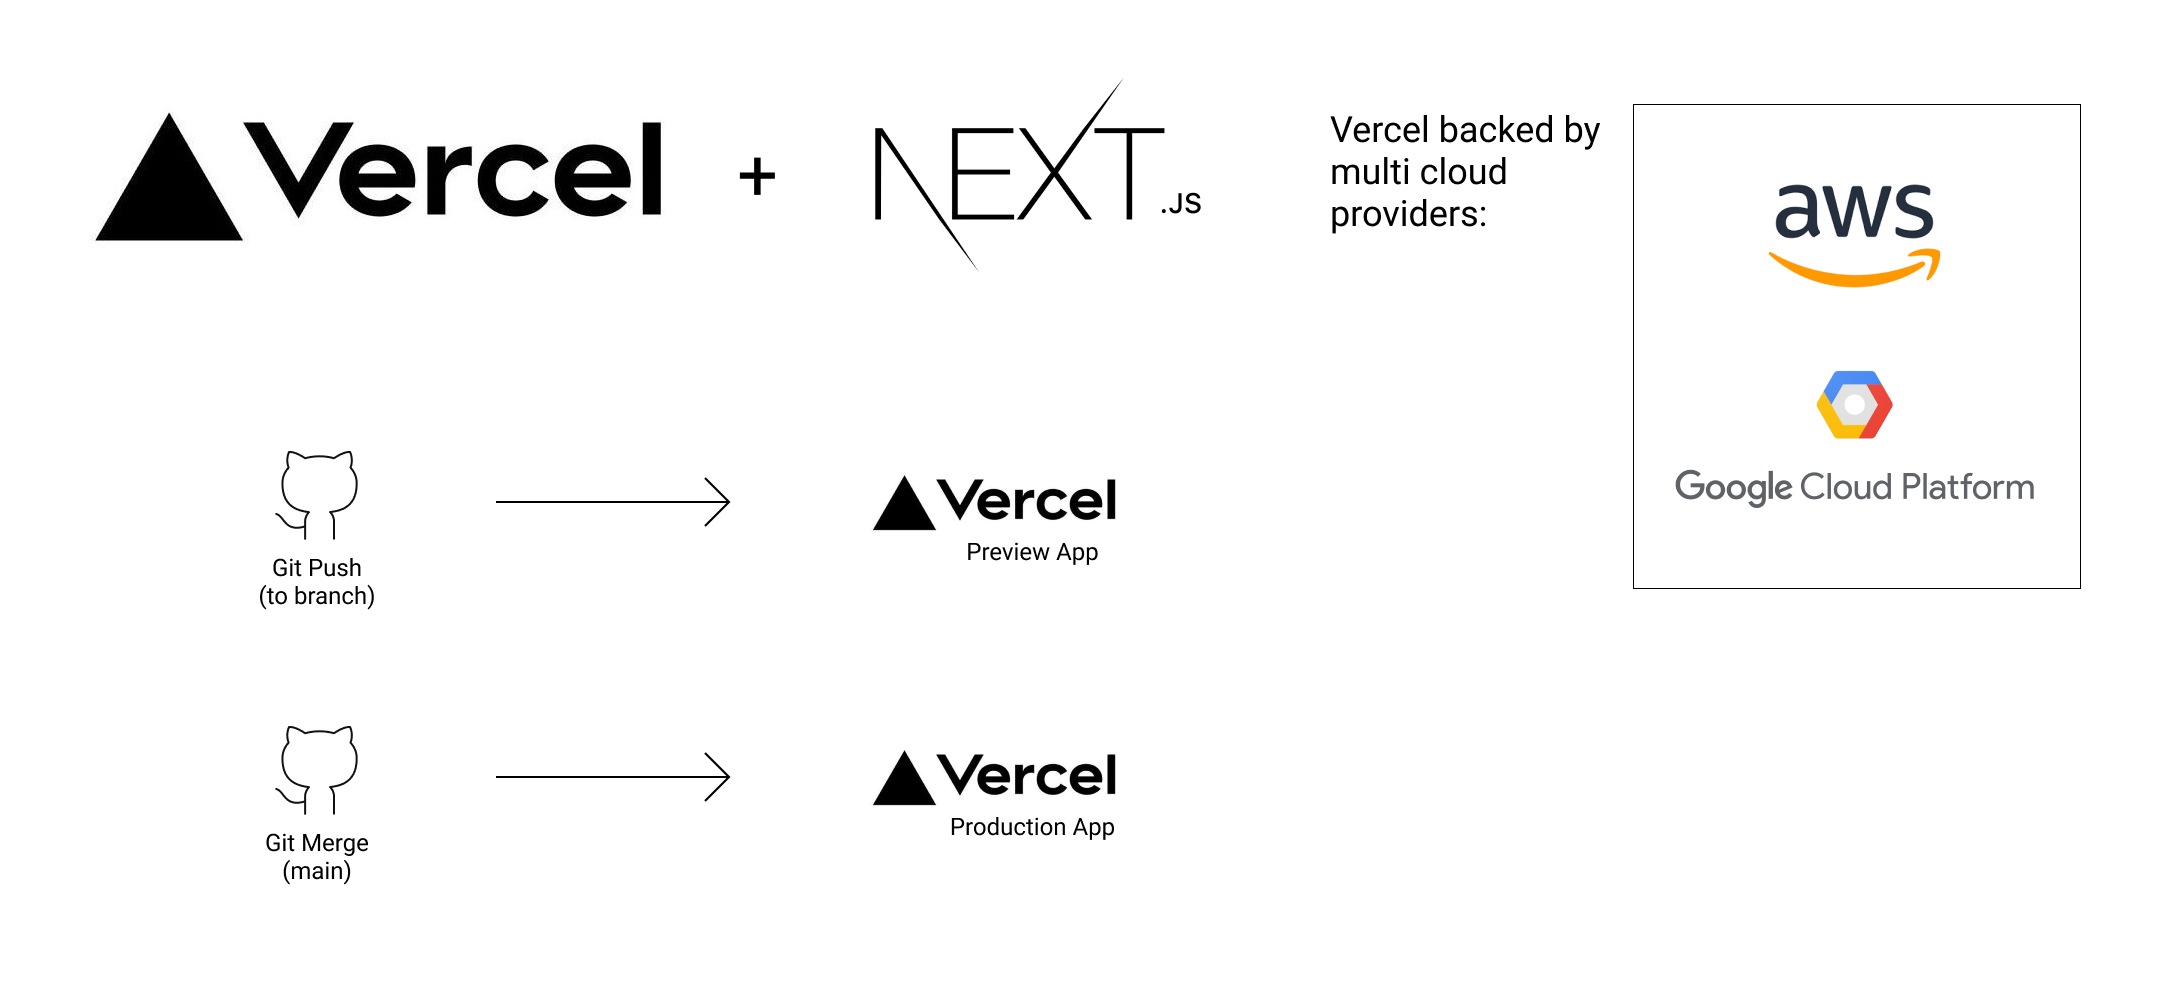 Vercel + NEXT.JS
Vercel backed by
multi cloud
providers:
aws
Google Cloud Platform
Git Push
(to branch)
Vercel
Preview App
Git Merge
(main)
Vercel
Production App